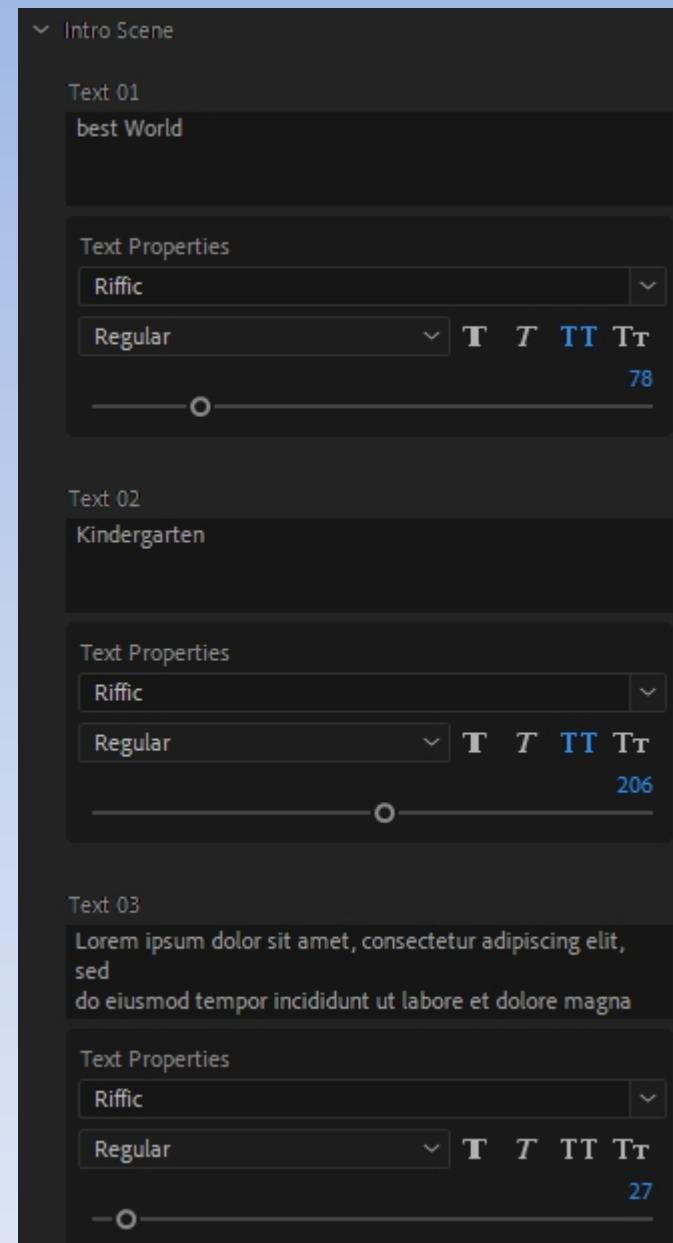 Intro Scene
Text 01
best World
Text Properties
Riffic
Regular T T TT Tт
78
Text 02
Kindergarten
Text Properties
Riffic
Regular T T TT Tт
206
Text 03
Lorem ipsum dolor sit amet, consectetur adipiscing elit,
sed
do eiusmod tempor incididunt ut labore et dolore magna
Text Properties
Riffic
Regular T T TT Tт
27